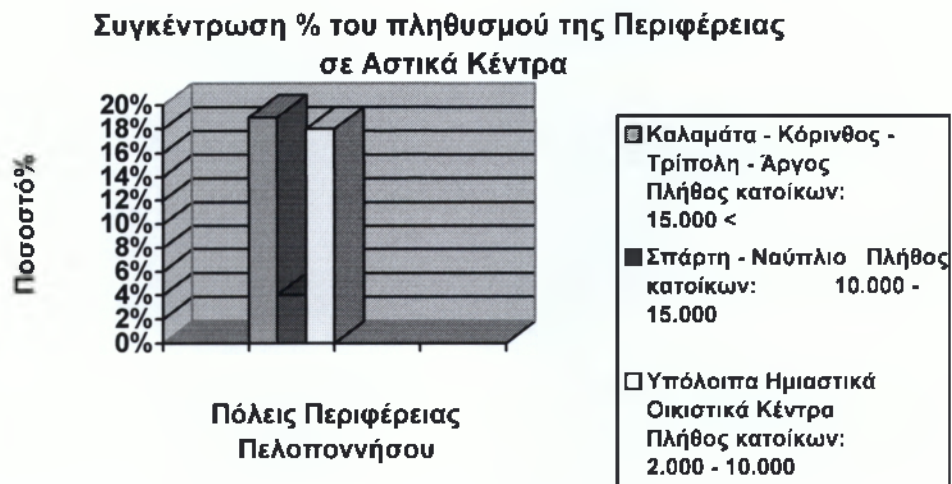 Συγκέντρωση % του πληθυσμού της Περιφέρειας
σε Αστικά Κέντρα
Ποσοστό%
20%
18%
16%
14%
12%
10%
8%
6%
4%
2%
0%
Πόλεις Περιφέρειας
Πελοποννήσου
Καλαμάτα - Κόρινθος -
Τρίπολη - Άργος
Πλήθος κατοίκων:
15.000 <
Σπάρτη - Ναύπλιο Πλήθος
κατοίκων: 10.000 -
15.000
Υπόλοιπα Ημιαστικά
Οικιστικά Κέντρα
Πλήθος κατοίκων:
2.000 - 10.000